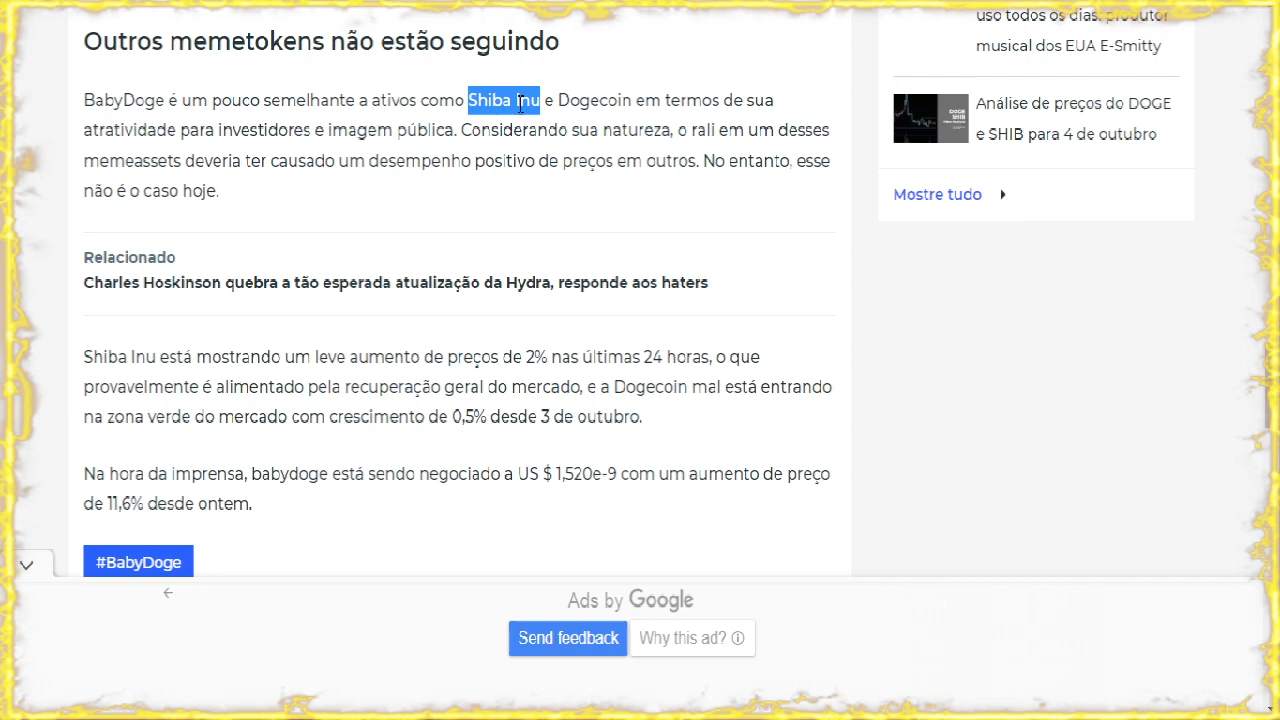 Outros memetokens não estão seguindo
BabyDoge é um pouco semelhante a ativos como Shiba Inu e Dogecoin em termos de sua
atratividade para investidores e imagem pública. Considerando sua natureza, o rali em um desses
memeassets deveria ter causado um desempenho positivo de preços em outros. No entanto, esse
não é o caso hoje.
Relacionado
Charles Hoskinson quebra a tão esperada atualização da Hydra, responde aos haters
Shiba Inu está mostrando um leve aumento de preços de 2% nas últimas 24 horas, o que
provavelmente é alimentado pela recuperação geral do mercado, e a Dogecoin mal está entrando
na zona verde do mercado com crescimento de 0,5% desde 3 de outubro.
Na hora da imprensa, babydoge está sendo negociado a US $ 1,520e-9 com um aumento de preço
de 11,6% desde ontem.
#BabyDoge
uso todos os dias, produtor
musical dos EUA E-Smitty
Análise de preços do DOGE
e SHIB para 4 de outubro
Mostre tudo
Ads by Google
Send feedback
Why this ad?